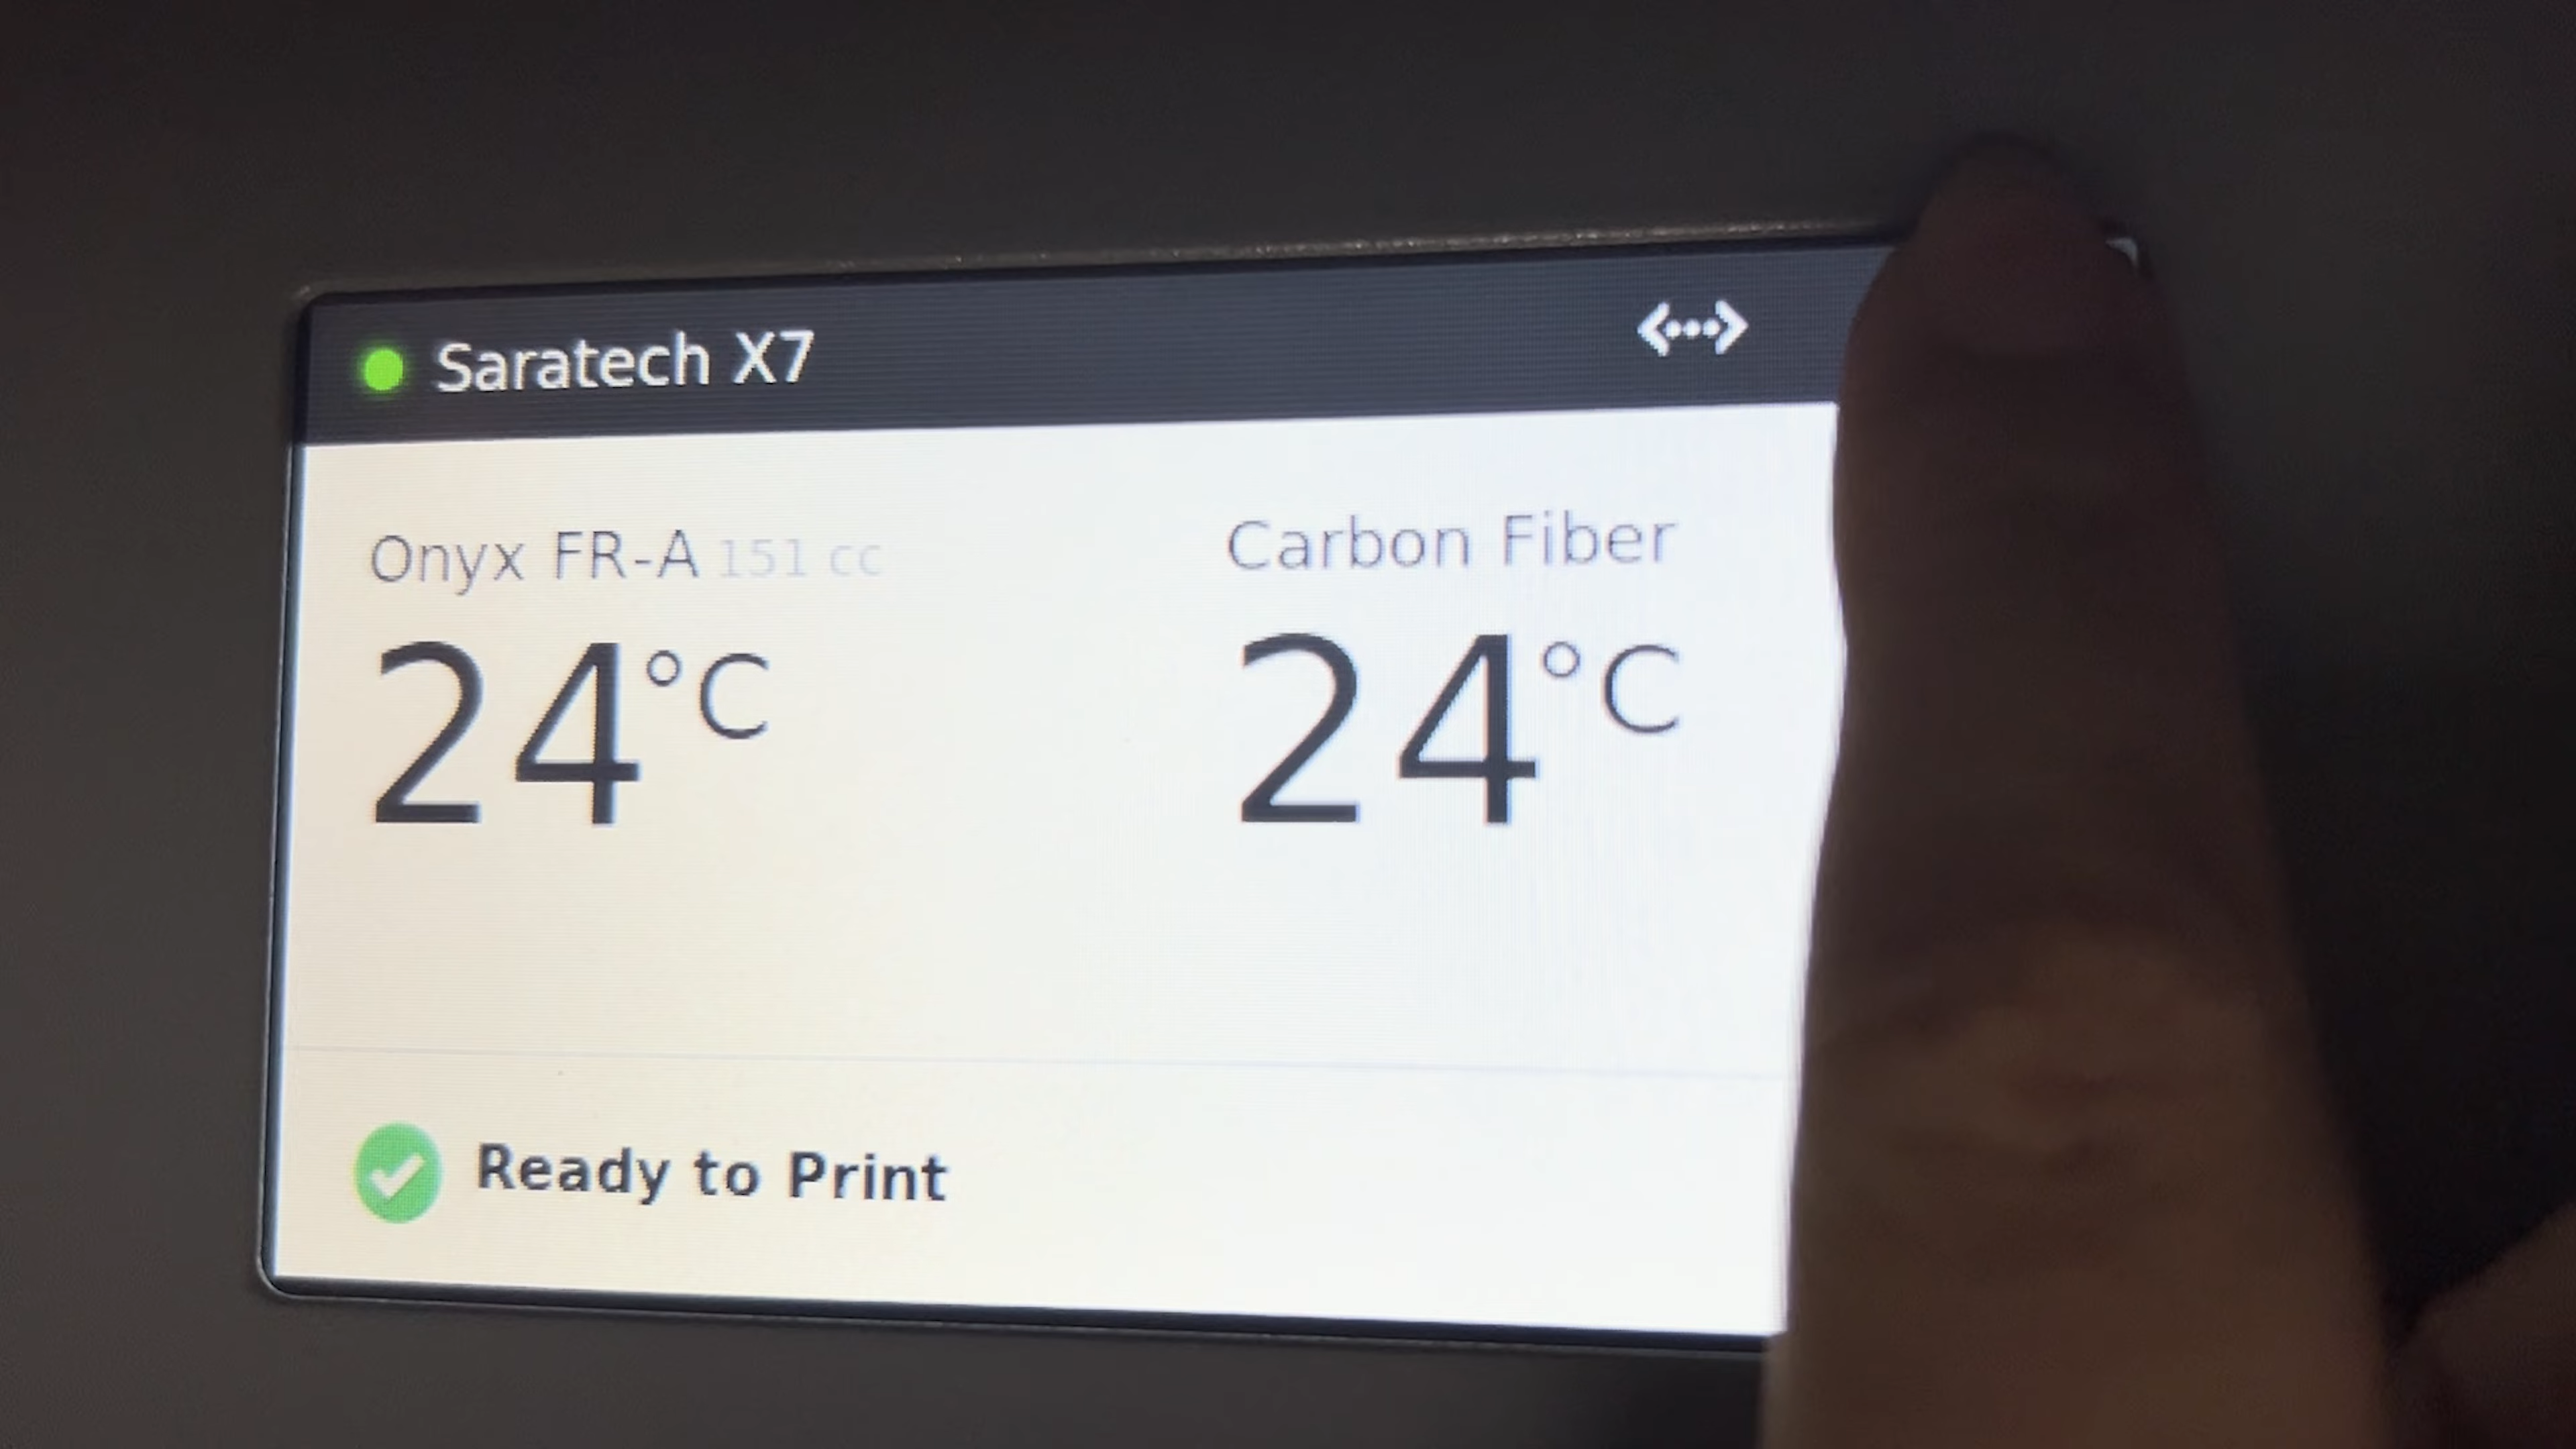 Saratech X7
Onyx FR-A 151 cc
Carbon Fiber
24°C
24°C
Ready to Print